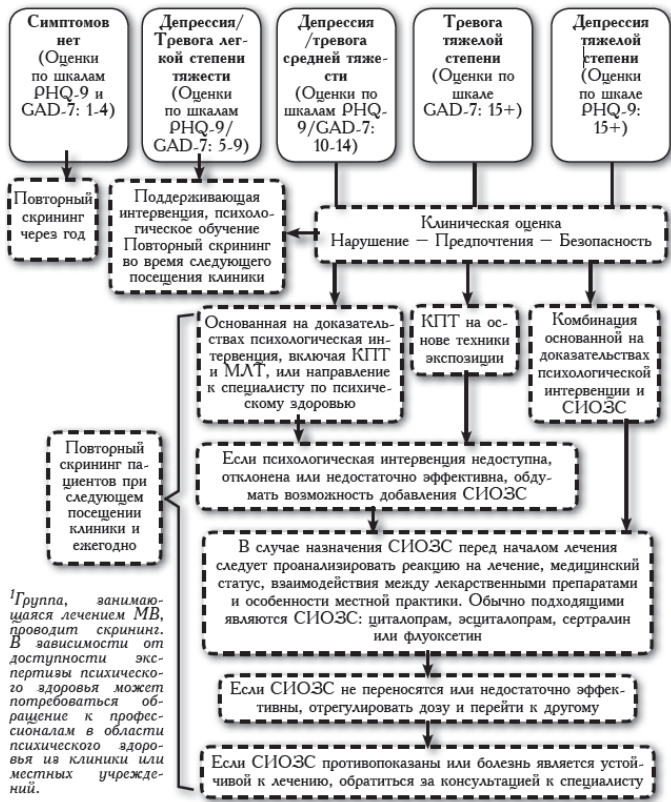 Симптомов
нет
(Оценки
по шкалам
PHQ-9 и
GAD-7: 1-4)
Депрессия/
Тревога лег-
кой степени
тяжести
(Оценки
по шкалам
PHQ-9/
GAD-7: 5-9)
Депрессия
/тревога
средней тяже-
сти
(Оценки по
шкалам PHQ-
9/GAD-7:
10-14)
Тревога
тяжелой
степени
(Оценки по
шкале
GAD-7: 15+)
Депрессия
тяжелой
степени
(Оценки
по шкале
PHQ-9:
15+)
Повторный
скрининг
через год
Поддерживающая
интервенция, психоло-
гическое обучение
Повторный скрининг
во время следующего
посещения клиники
Клиническая оценка
Нарушение – Предпочтения – Безопасность
Основанная на доказатель-
ствах психологическая ин-
тервенция, включая КПТ
и МЛТ, или направление
к специалисту по психиче-
скому здоровью
КПТ на ос-
нове техники
экспозиции
Комбинация
основанной на
доказательствах
психологической
интервенции и
СИОЗС
Повторный
скрининг па-
циентов при
следующем
посещении
клиники и
ежегодно
Если психологическая интервенция недоступна,
отклонена или недостаточно эффективна, обду-
мать возможность добавления СИОЗС
В случае назначения СИОЗС перед началом лечения
следует проанализировать реакцию на лечение, медицинский
статус, взаимодействия между лекарственными препаратами
и особенности местной практики. Обычно подходящими
являются СИОЗС: циталопрам, эсциталопрам, сертралин
или флуоксетин
Если СИОЗС не переносятся или недостаточно эффек-
тивны, отрегулировать дозу и перейти к другому
Если СИОЗС противопоказаны или болезнь является устой-
чивой к лечению, обратиться за консультацией к специалисту
1Группа, занимаю-
щаяся лечением МВ,
проводит скрининг.
В зависимости от
доступности экс-
пертизы психическо-
го здоровья может
потребоваться об-
ращение к профес-
сионалам в области
психического здоро-
вья из клиники или
местных учрежде-
ний.